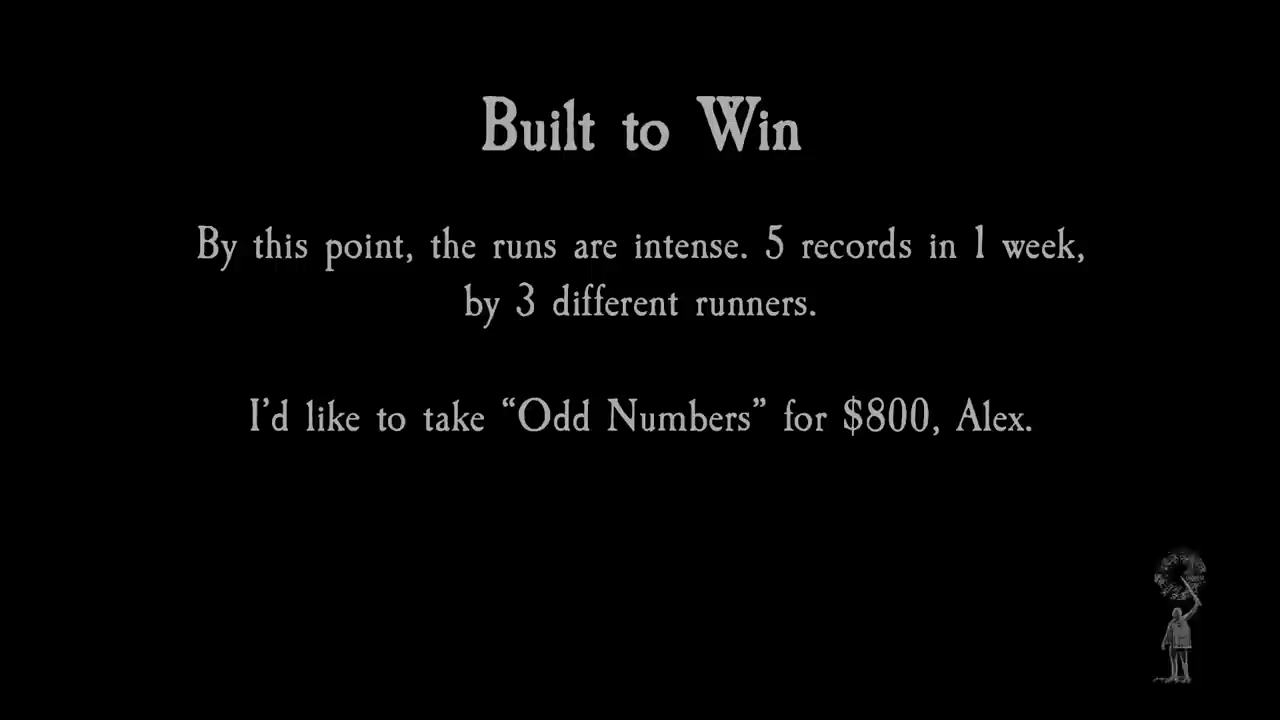 Built to Win
By this point, the runs are intense. 5 records in 1 week,
by 3 different runners.
I'd like to take “Odd Numbers” for $800, Alex.